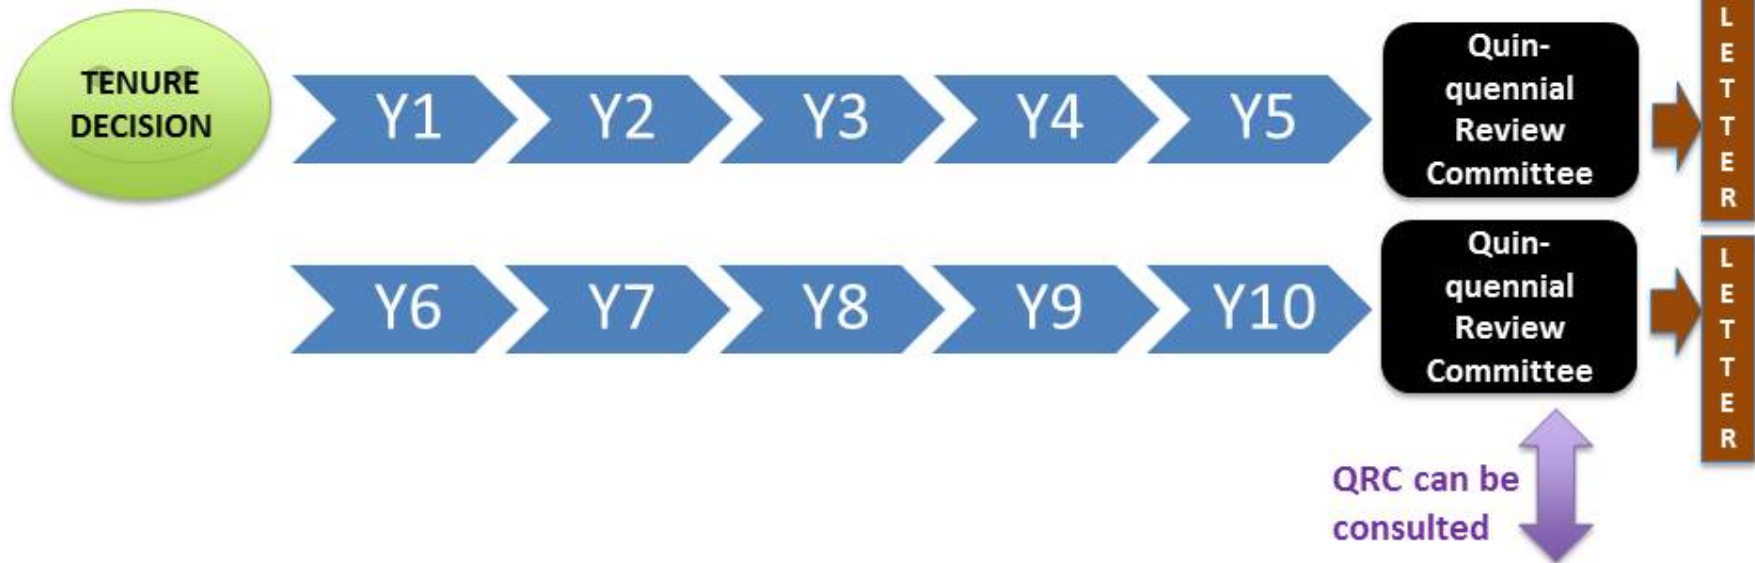 TENURE
DECISION
Y1
Y2
Y3
Y4
Y5
Quin-
quennial
Review
Committee
L
E
T
T
E
R
Y6
Y7
Y8
Y9
Y10
Quin-
quennial
Review
Committee
L
E
T
T
E
R
QRC can be
consulted